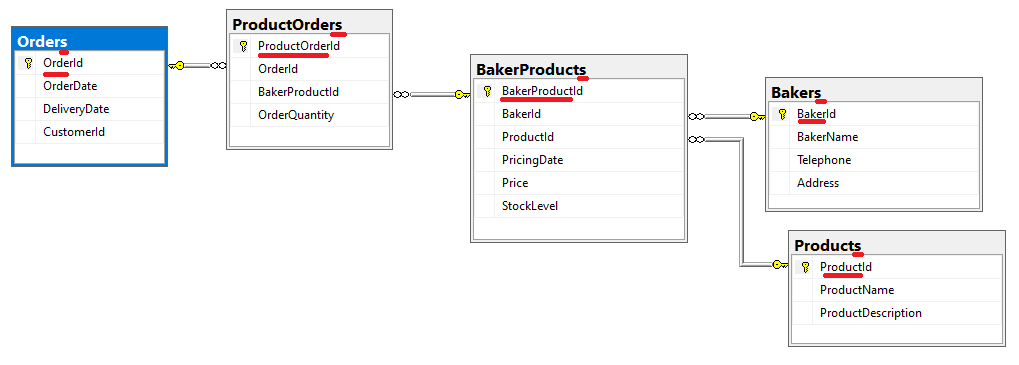 Orders
OrderId
OrderDate
DeliveryDate
CustomerId
ProductOrders
ProductOrderId
OrderId
BakerProductId
OrderQuantity
BakerProducts
BakerProductId
BakerId
ProductId
PricingDate
Price
StockLevel
Bakers
BakerId
BakerName
Telephone
Address
Products
ProductId
ProductName
ProductDescription